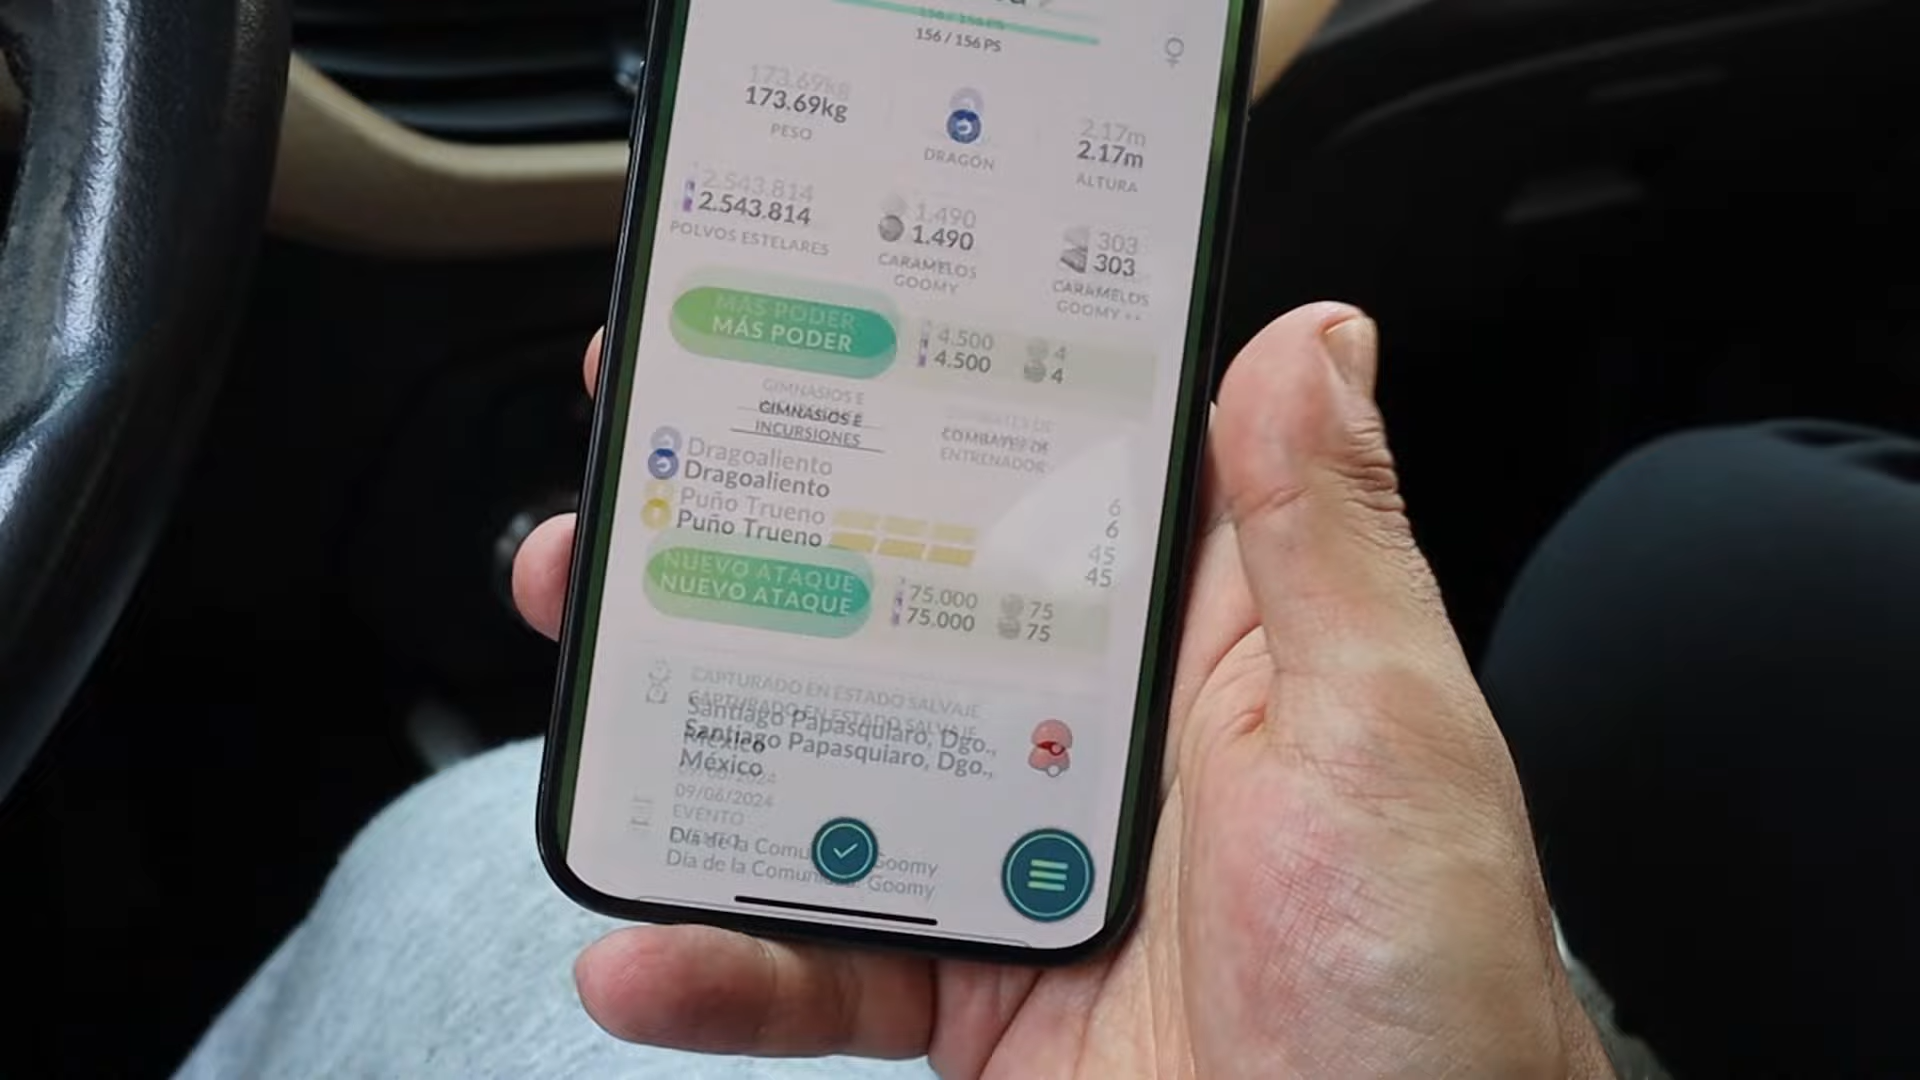 156 / 156 PS
173.69kg
PESO
DRAGÓN
2.17m
ALTURA
2.543.814
POLVOS ESTELARES
1.490
CARAMELOS
GOOMY
303
CARAMELOS
GOOMY ++
MÁS PODER
4.500
4
GIMNASIOS E
INCURSIONES
COMBATES DE
ENTRENADOR
Dragoaliento
6
Puño Trueno
45
NUEVO ATAQUE
75.000
75
CAPTURADO EN ESTADO SALVAJE
Santiago Papasquiaro, Dgo.,
México
09/06/2024
EVENTO
Día de la Comu Goomy